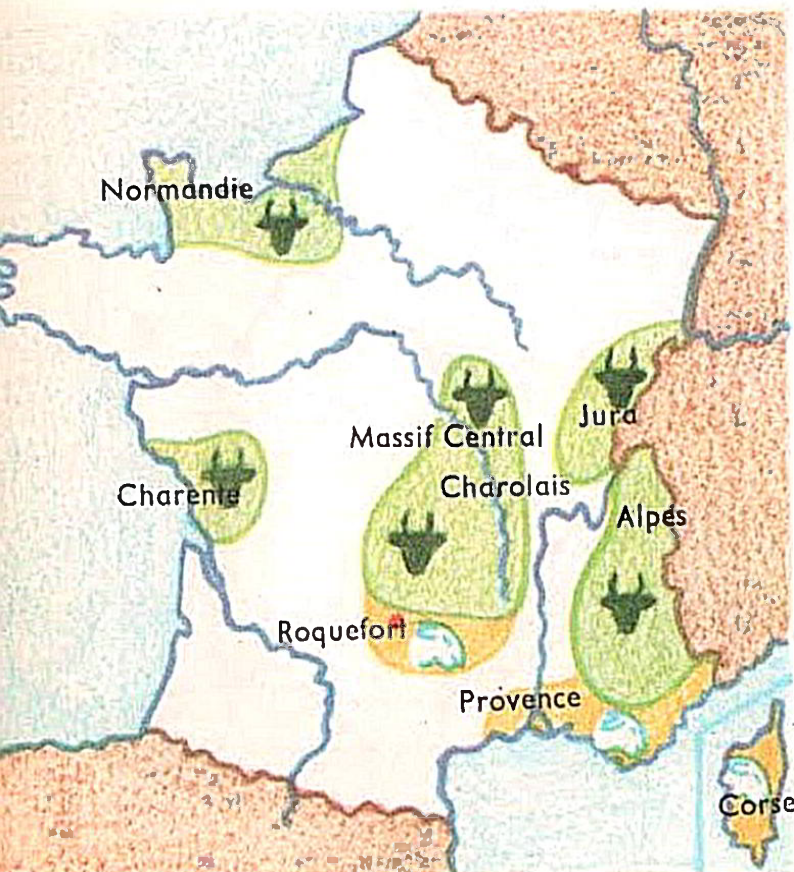 Normandie
Jura
Massif Central
Charolais
Charente
Alpes
Roquefort
Provence
Corse